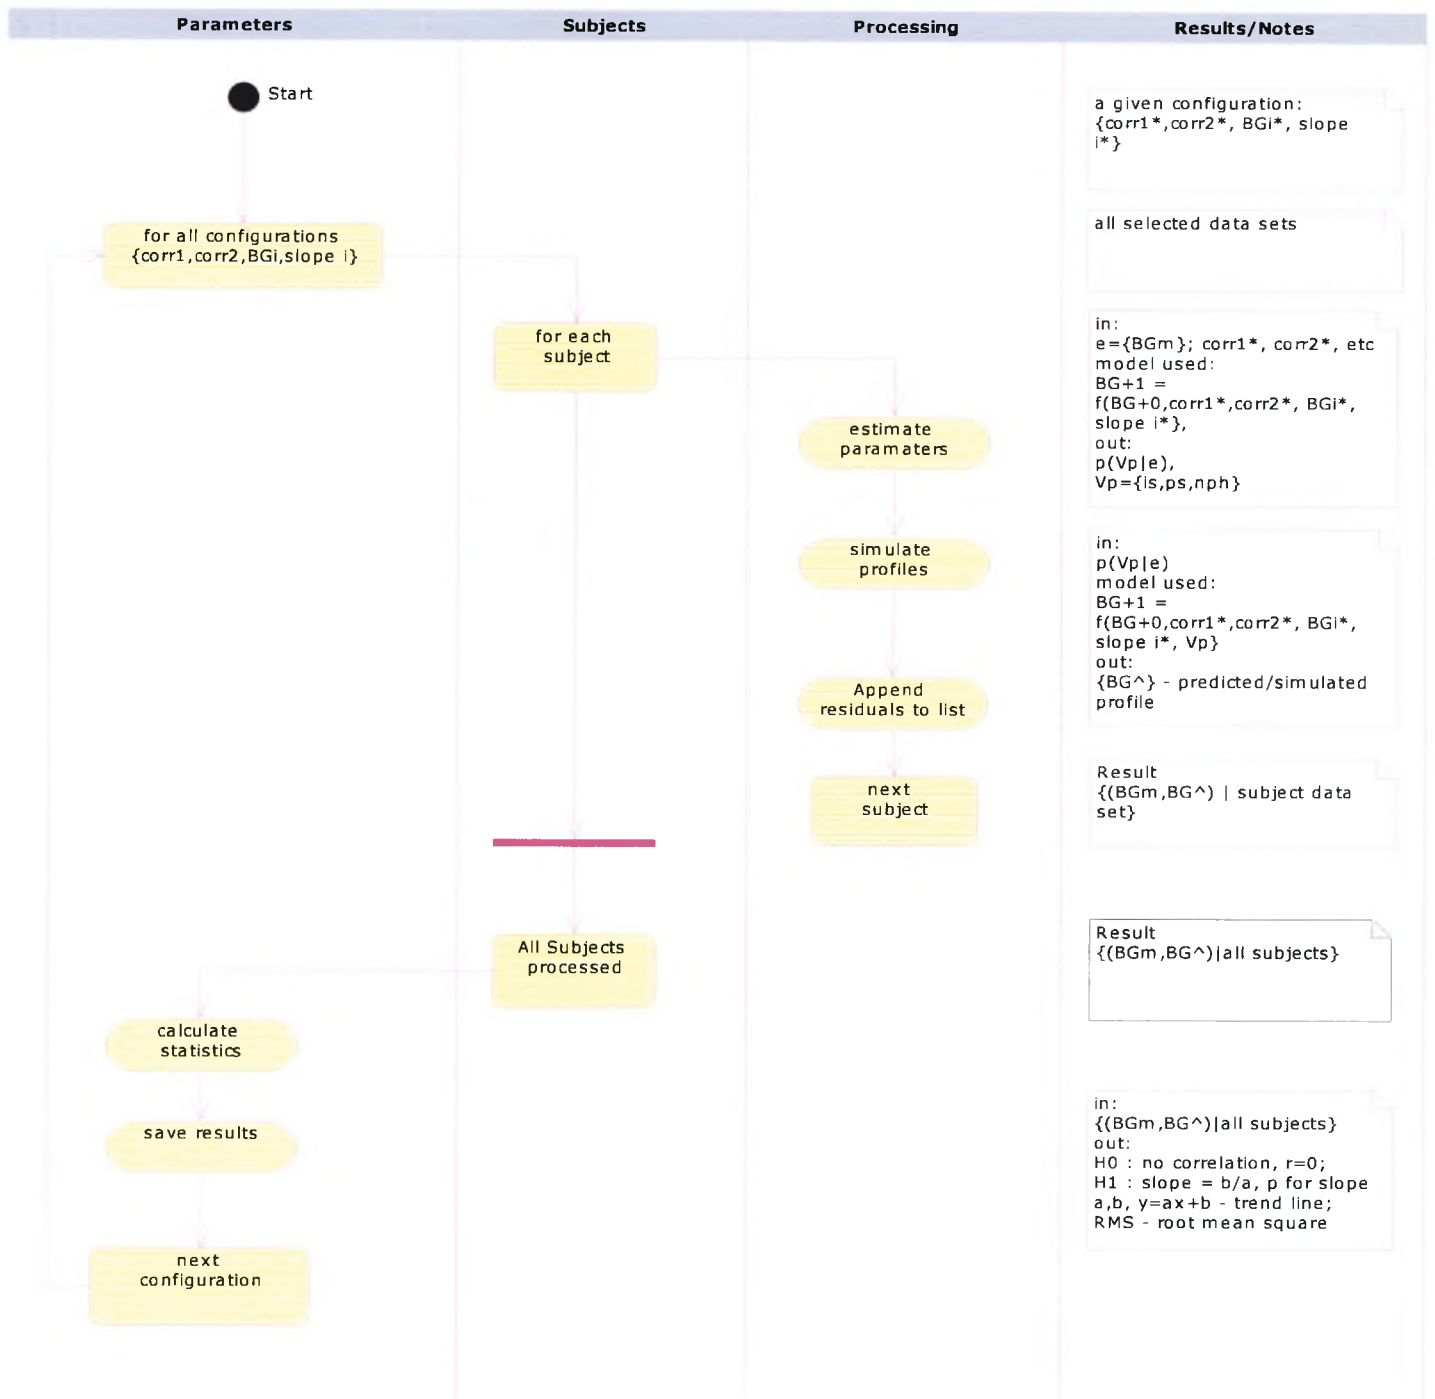 Parameters
Subjects
Processing
Results/Notes
Start
for all configurations
{corr1,corr2,BGi,slope i}
for each
subject
estimate
paramaters
simulate
profiles
Append
residuals to list
next
subject
All Subjects
processed
calculate
statistics
save results
next
configuration
a given configuration:
{corr1*,corr2*, BGi*, slope
i*}
all selected data sets
in:
e={BGm}; corr1*, corr2*, etc
model used:
BG+1 =
f(BG+0,corr1*,corr2*, BGi*,
slope i*},
out:
p(Vp|e),
Vp={is,ps,nph}
in:
p(Vp|e)
model used:
BG+1 =
f(BG+0,corr1*,corr2*, BGi*,
slope i*, Vp}
out:
{BG^} - predicted/simulated
profile
Result
{(BGm,BG^) | subject data
set}
Result
{(BGm,BG^)|all subjects}
in:
{(BGm,BG^)|all subjects}
out:
H0 : no correlation, r=0;
H1 : slope = b/a, p for slope
a,b, y=ax+b - trend line;
RMS - root mean square